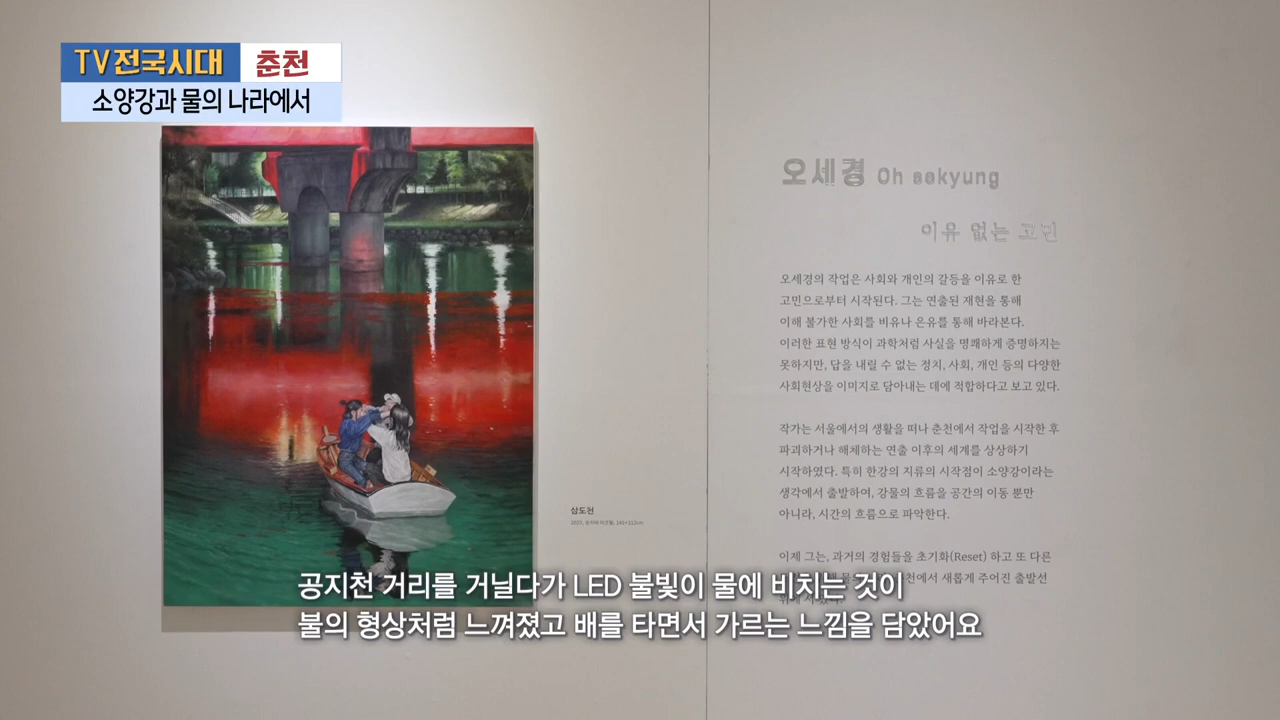 TV전국시대 춘천
소양강과 물의 나라에서
오세경 Oh sekyung
이유 없는 고민
오세경의 작업은 사회와 개인의 갈등을 이유로 한
고민으로부터 시작된다. 그는 연출된 재현을 통해
이해 불가한 사회를 비유나 은유를 통해 바라본다.
이러한 표현 방식이 과학처럼 사실을 명쾌하게 증명하지는
못하지만, 답을 내릴 수 없는 정치, 사회, 개인 등의 다양한
사회현상을 이미지로 담아내는 데에 적합하다고 보고 있다.
작가는 서울에서의 생활을 떠나 춘천에서 작업을 시작한 후
파괴하거나 해체하는 연출 이후의 세계를 상상하기
시작하였다. 특히 한강의 지류의 시작점이 소양강이라는
생각에서 출발하여, 강물의 흐름을 공간의 이동 뿐만
아니라, 시간의 흐름으로 파악한다.
삼도천
이제 그는, 과거의 경험들을 초기화(Reset) 하고 또 다른
새롭게 주어진 출발선
공지천 거리를 거닐다가 LED 불빛이 물에 비치는 것이
불의 형상처럼 느껴졌고 배를 타면서 가르는 느낌을 담았어요